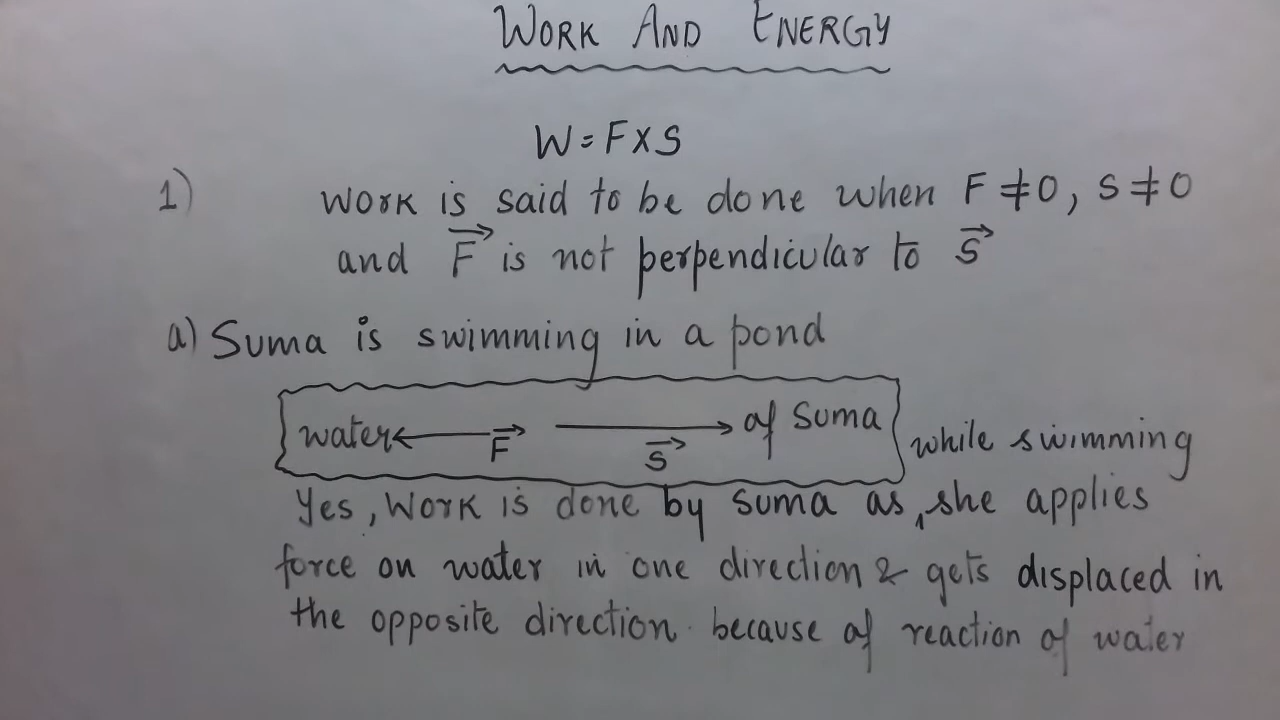 WORK AND ENERGY
W = F X S
1) Work is said to be done when F ≠ 0, S ≠ 0
and F⃗ is not perpendicular to S⃗
a) Suma is swimming in a pond
water ← F⃗ → S⃗ of Suma while swimming
Yes, Work is done by Suma as, she applies
force on water in one direction & gets displaced in
the opposite direction because of reaction of water